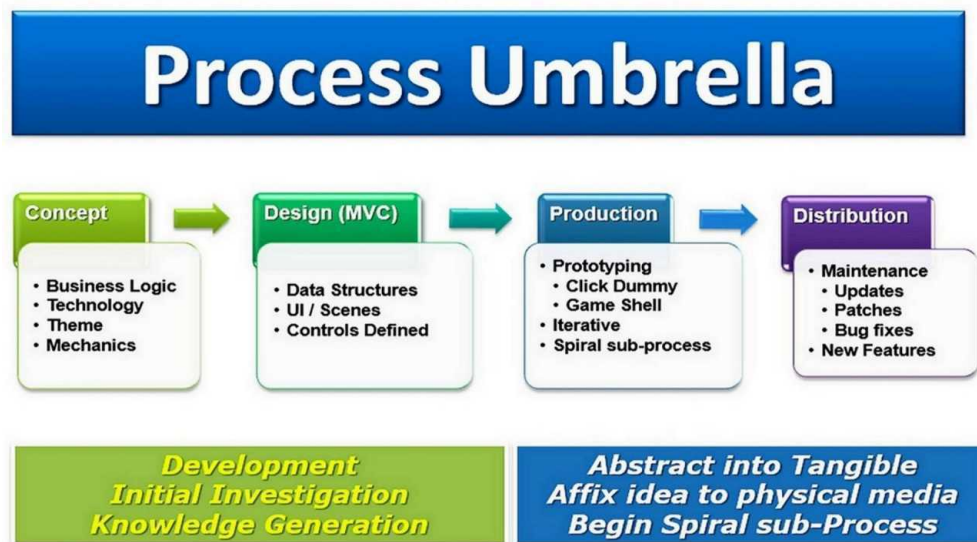 Process Umbrella
Concept
• Business Logic
• Technology
• Theme
• Mechanics
Design (MVC)
• Data Structures
• UI / Scenes
• Controls Defined
Production
• Prototyping
• Click Dummy
• Game Shell
• Iterative
• Spiral sub-process
Distribution
• Maintenance
• Updates
• Patches
• Bug fixes
• New Features
Development
Initial Investigation
Knowledge Generation
Abstract into Tangible
Affix idea to physical media
Begin Spiral sub-Process